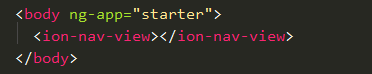 <body ng-app="starter">
<ion-nav-view></ion-nav-view>
</body>